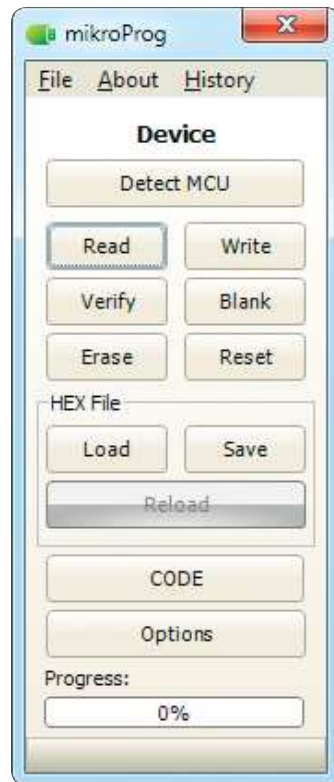 mikroProg
File About History
Device
Detect MCU
Read Write
Verify Blank
Erase Reset
HEX File
Load Save
Reload
CODE
Options
Progress:
0%